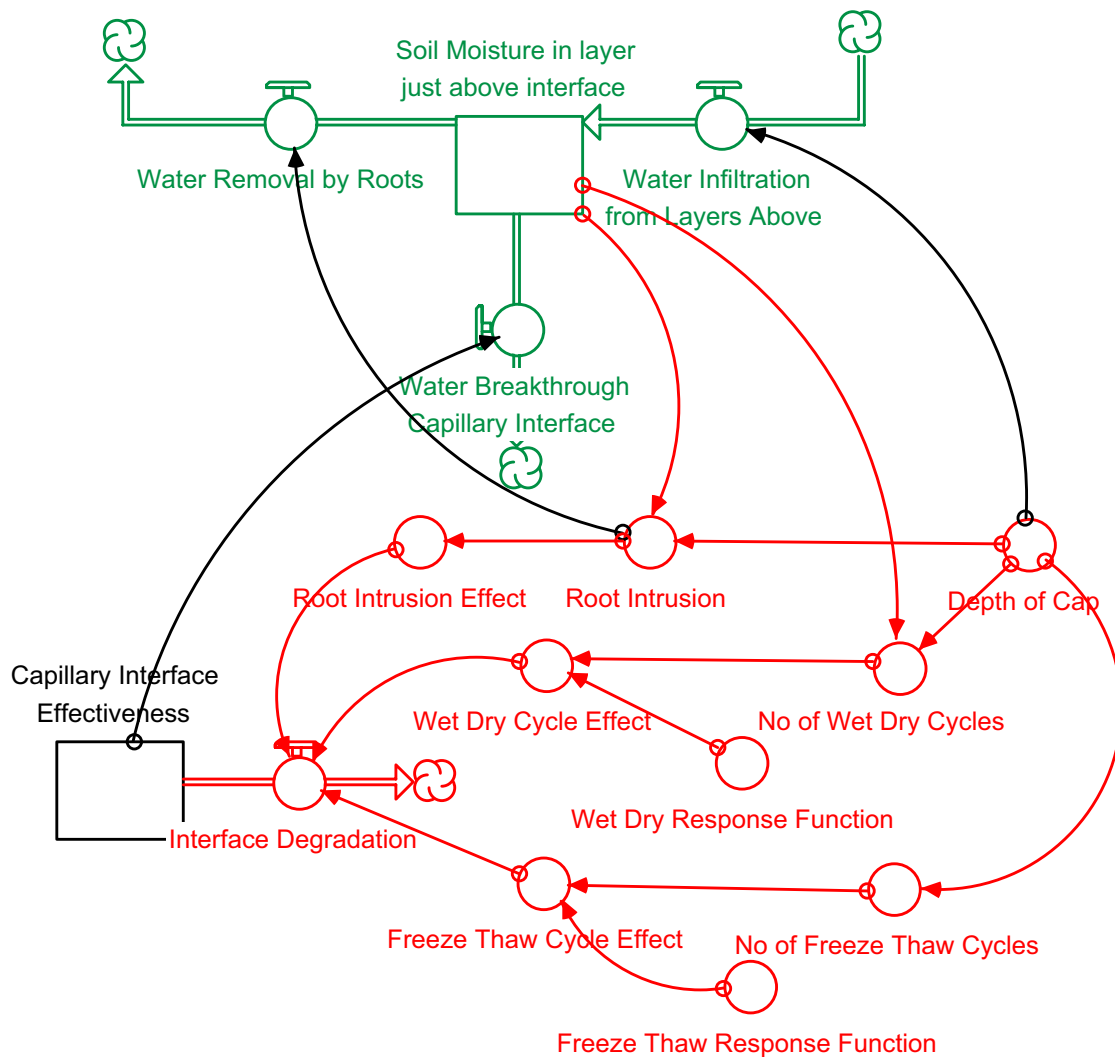 Soil Moisture in layer
just above interface
Water Removal by Roots
Water Infiltration
from Layers Above
Water Breakthrough
Capillary Interface
Root Intrusion Effect
Root Intrusion
Depth of Cap
Capillary Interface
Effectiveness
Wet Dry Cycle Effect
No of Wet Dry Cycles
Wet Dry Response Function
Interface Degradation
Freeze Thaw Cycle Effect
No of Freeze Thaw Cycles
Freeze Thaw Response Function